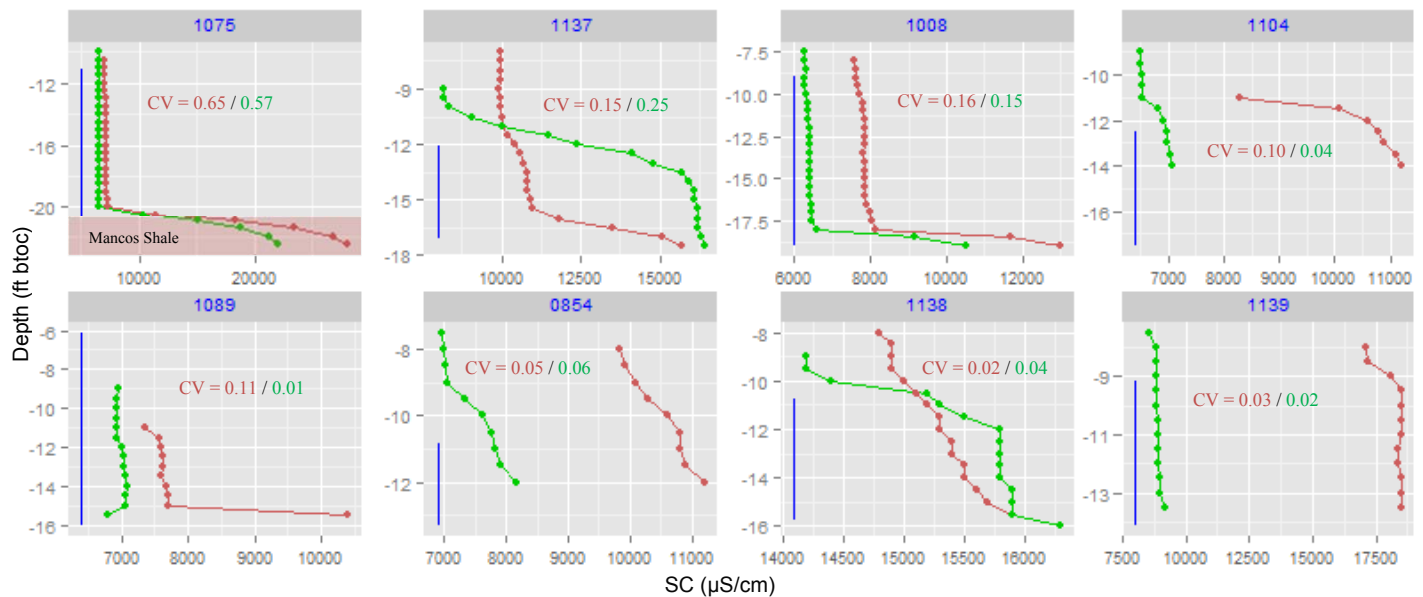 1075
1137
1008
1104
CV = 0.65 / 0.57
CV = 0.15 / 0.25
CV = 0.16 / 0.15
CV = 0.10 / 0.04
Mancos Shale
-12
-16
-20
-9
-12
-15
-18
-7.5
-10.0
-12.5
-15.0
-17.5
-10
-12
-14
-16
10000 20000
10000 12500 15000
6000 8000 10000 12000
7000 8000 9000 10000 11000
Depth (ft btoc)
1089
0854
1138
1139
CV = 0.11 / 0.01
CV = 0.05 / 0.06
CV = 0.02 / 0.04
CV = 0.03 / 0.02
-6
-8
-10
-12
-14
-16
-8
-10
-12
-8
-10
-12
-14
-16
-9
-11
-13
7000 8000 9000 10000
7000 8000 9000 10000 11000
14000 14500 15000 15500 16000
7500 10000 12500 15000 17500
SC (µS/cm)